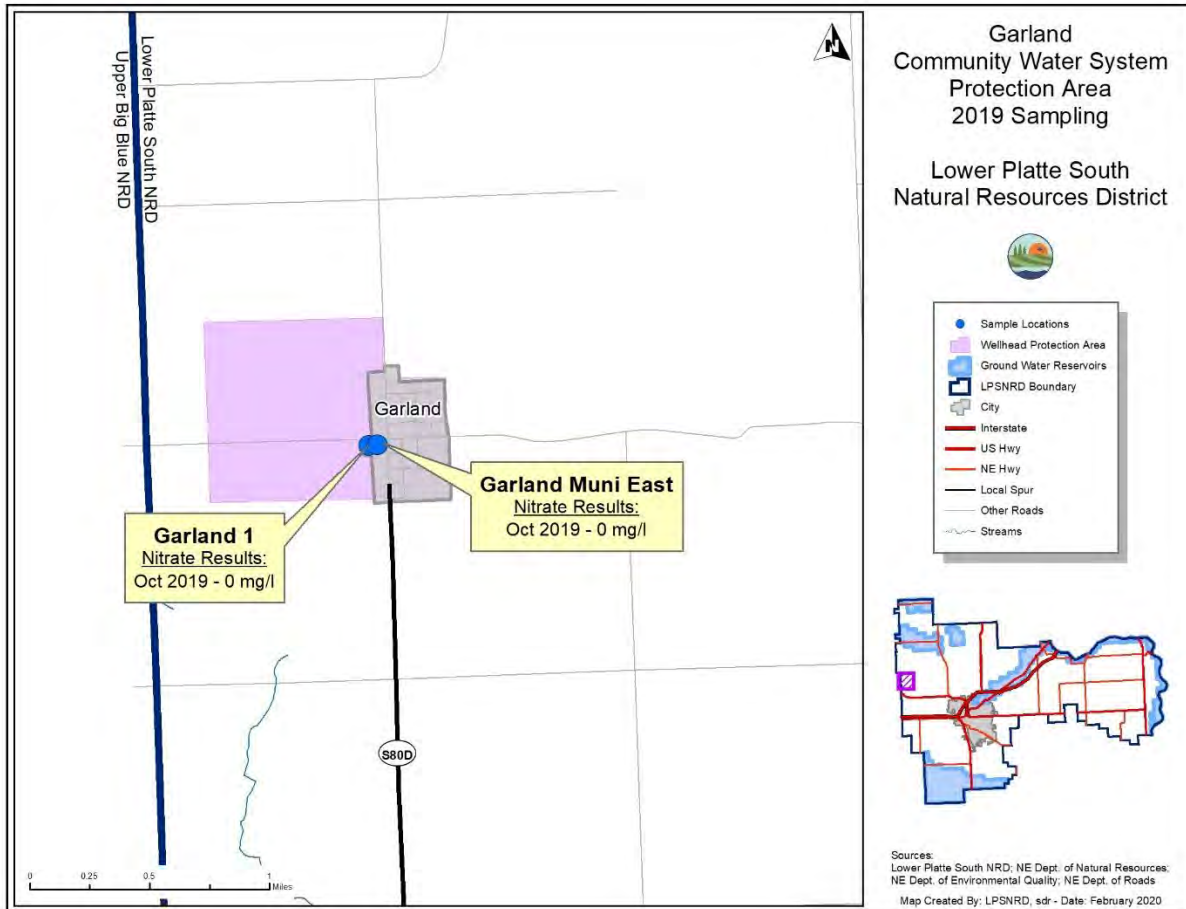 Garland
Community Water System
Protection Area
2019 Sampling
Lower Platte South
Natural Resources District
N
Lower Platte South NRD
Upper Big Blue NRD
Garland
Garland 1
Nitrate Results:
Oct 2019 - 0 mg/l
Garland Muni East
Nitrate Results:
Oct 2019 - 0 mg/l
S80D
0 0.25 0.5 1
Miles
Sample Locations
Wellhead Protection Area
Ground Water Reservoirs
LPSNRD Boundary
City
Interstate
US Hwy
NE Hwy
Local Spur
Other Roads
Streams
Sources:
Lower Platte South NRD; NE Dept. of Natural Resources;
NE Dept. of Environmental Quality; NE Dept. of Roads
Map Created By: LPSNRD, sdr - Date: February 2020